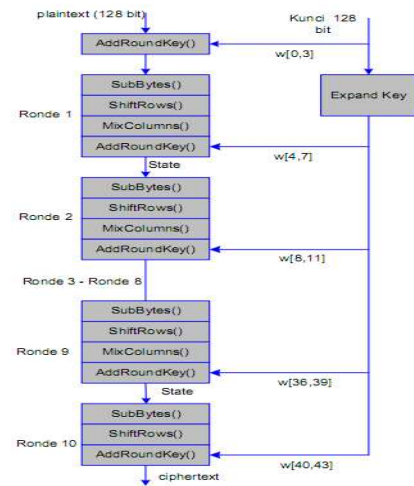 plaintext (128 bit)
Kunci 128
bit
AddRoundKey()
w[0,3]
Expand Key
Ronde 1
SubBytes()
ShiftRows()
MixColumns()
AddRoundKey()
w[4,7]
State
Ronde 2
SubBytes()
ShiftRows()
MixColumns()
AddRoundKey()
w[8,11]
Ronde 3 - Ronde 8
Ronde 9
SubBytes()
ShiftRows()
MixColumns()
AddRoundKey()
w[36,39]
State
Ronde 10
SubBytes()
ShiftRows()
AddRoundKey()
w[40,43]
ciphertext